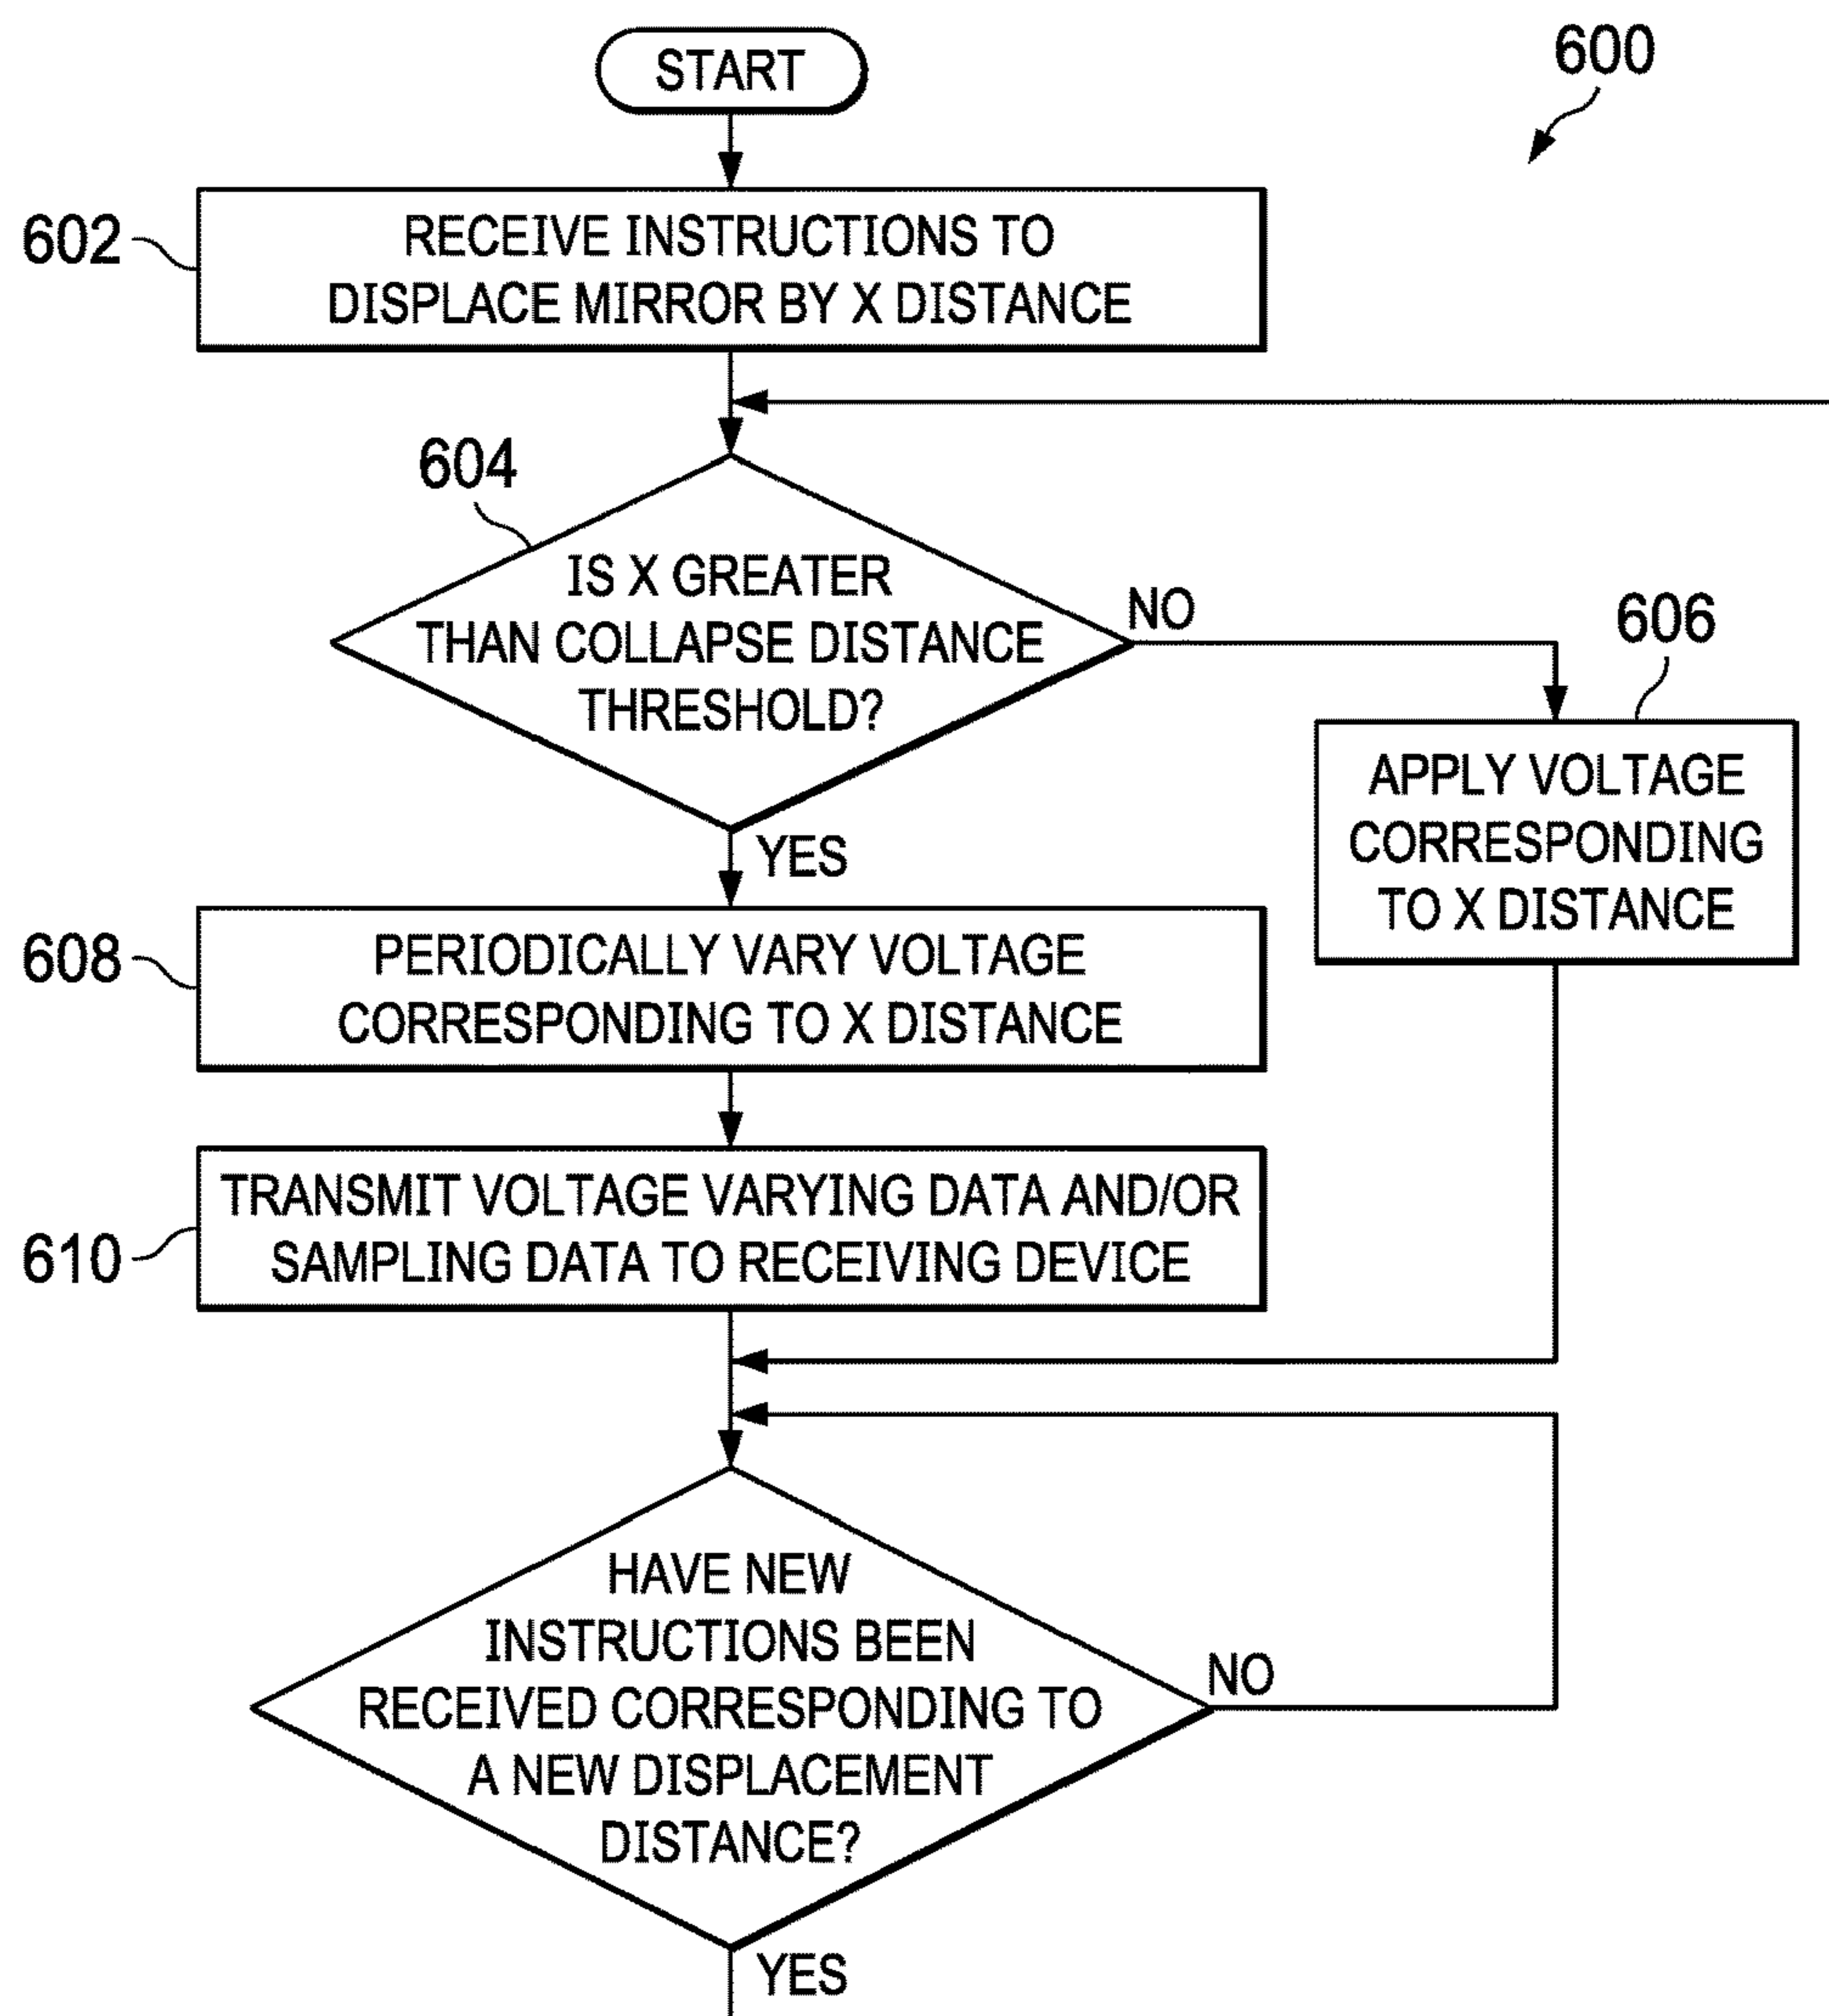 START
600
602
RECEIVE INSTRUCTIONS TO
DISPLACE MIRROR BY X DISTANCE
604
IS X GREATER
THAN COLLAPSE DISTANCE
THRESHOLD?
NO
606
APPLY VOLTAGE
CORRESPONDING
TO X DISTANCE
YES
608
PERIODICALLY VARY VOLTAGE
CORRESPONDING TO X DISTANCE
610
TRANSMIT VOLTAGE VARYING DATA AND/OR
SAMPLING DATA TO RECEIVING DEVICE
HAVE NEW
INSTRUCTIONS BEEN
RECEIVED CORRESPONDING TO
A NEW DISPLACEMENT
DISTANCE?
NO
YES